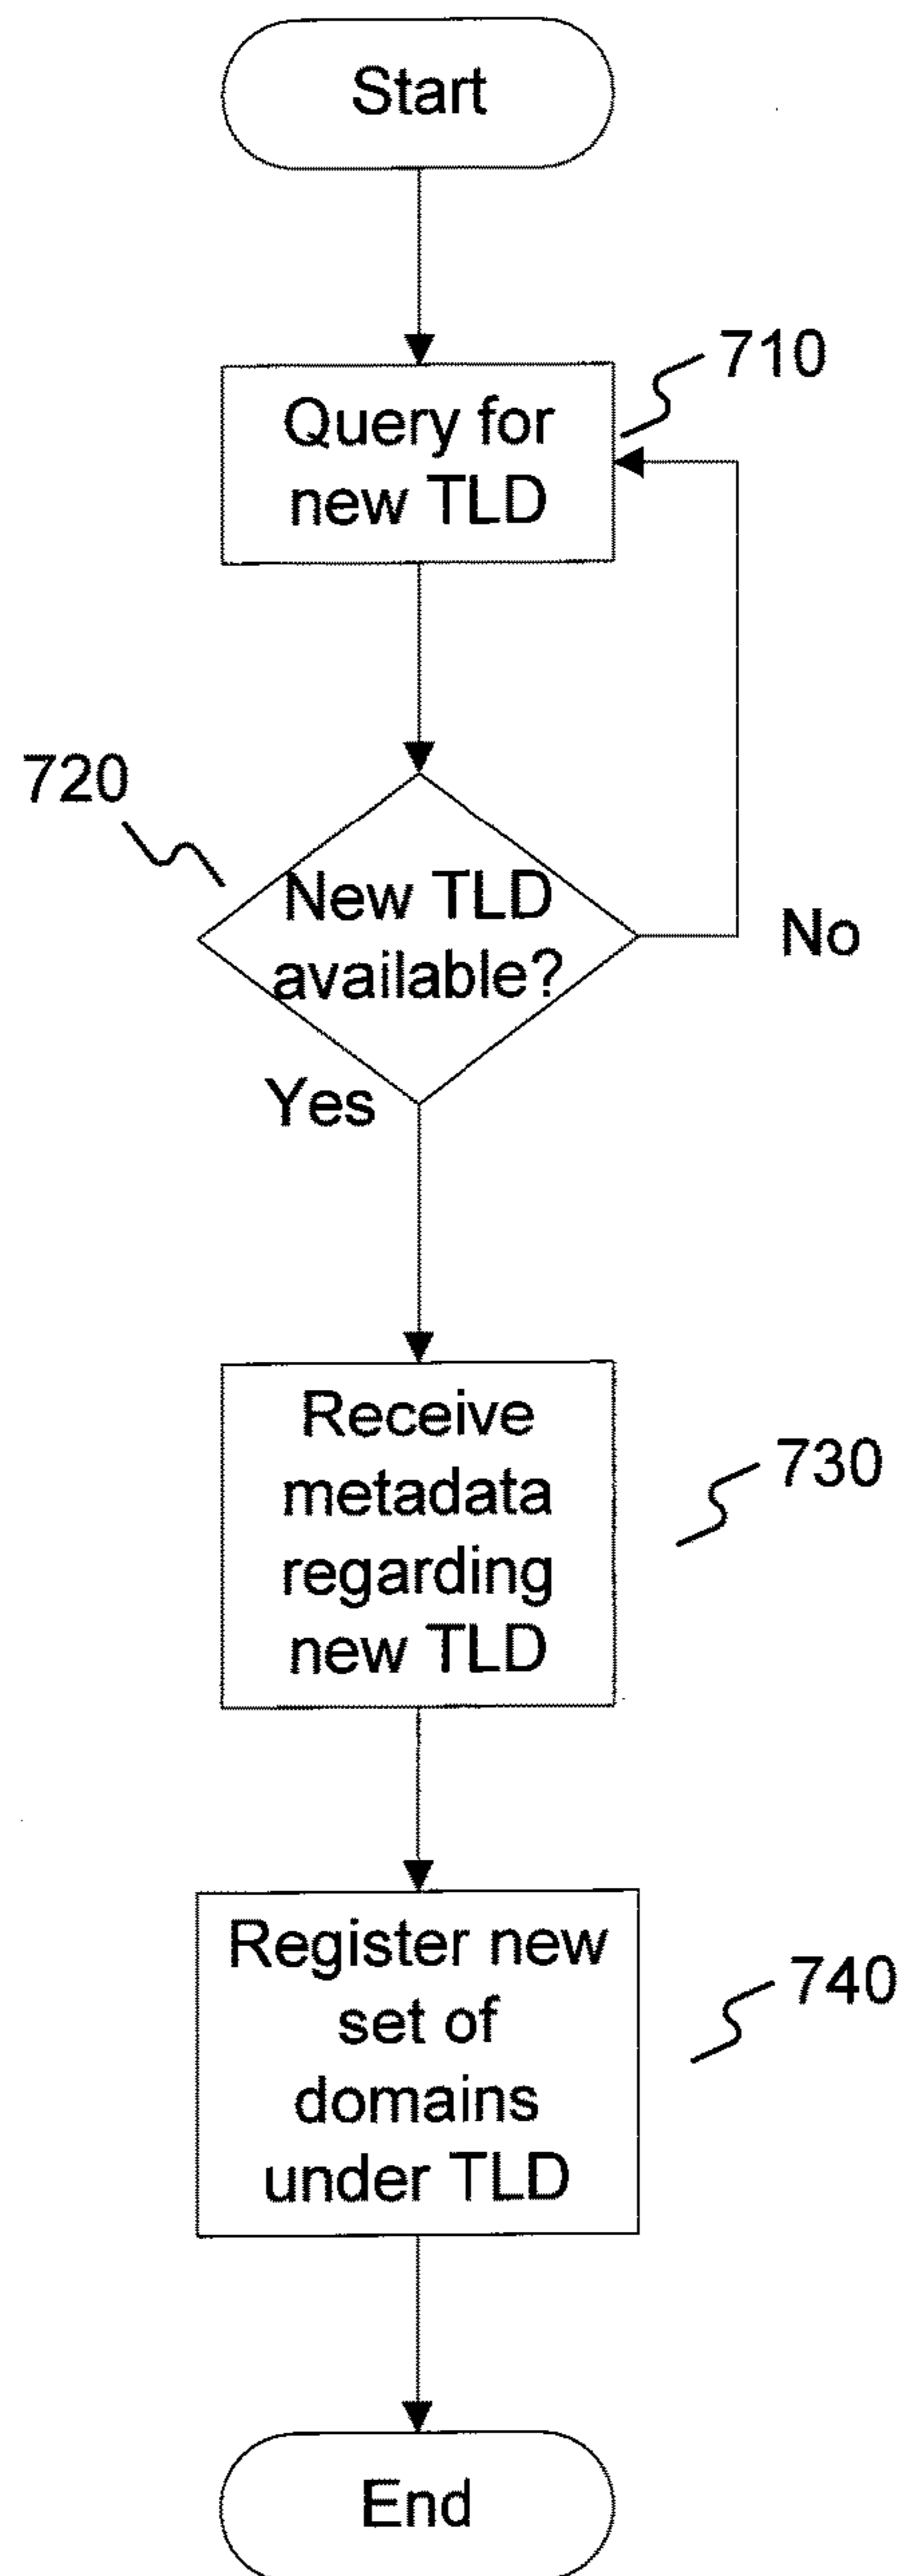 Start
710
Query for
new TLD
720
New TLD
available?
No
Yes
Receive
metadata
regarding
new TLD
730
Register new
set of
domains
under TLD
740
End